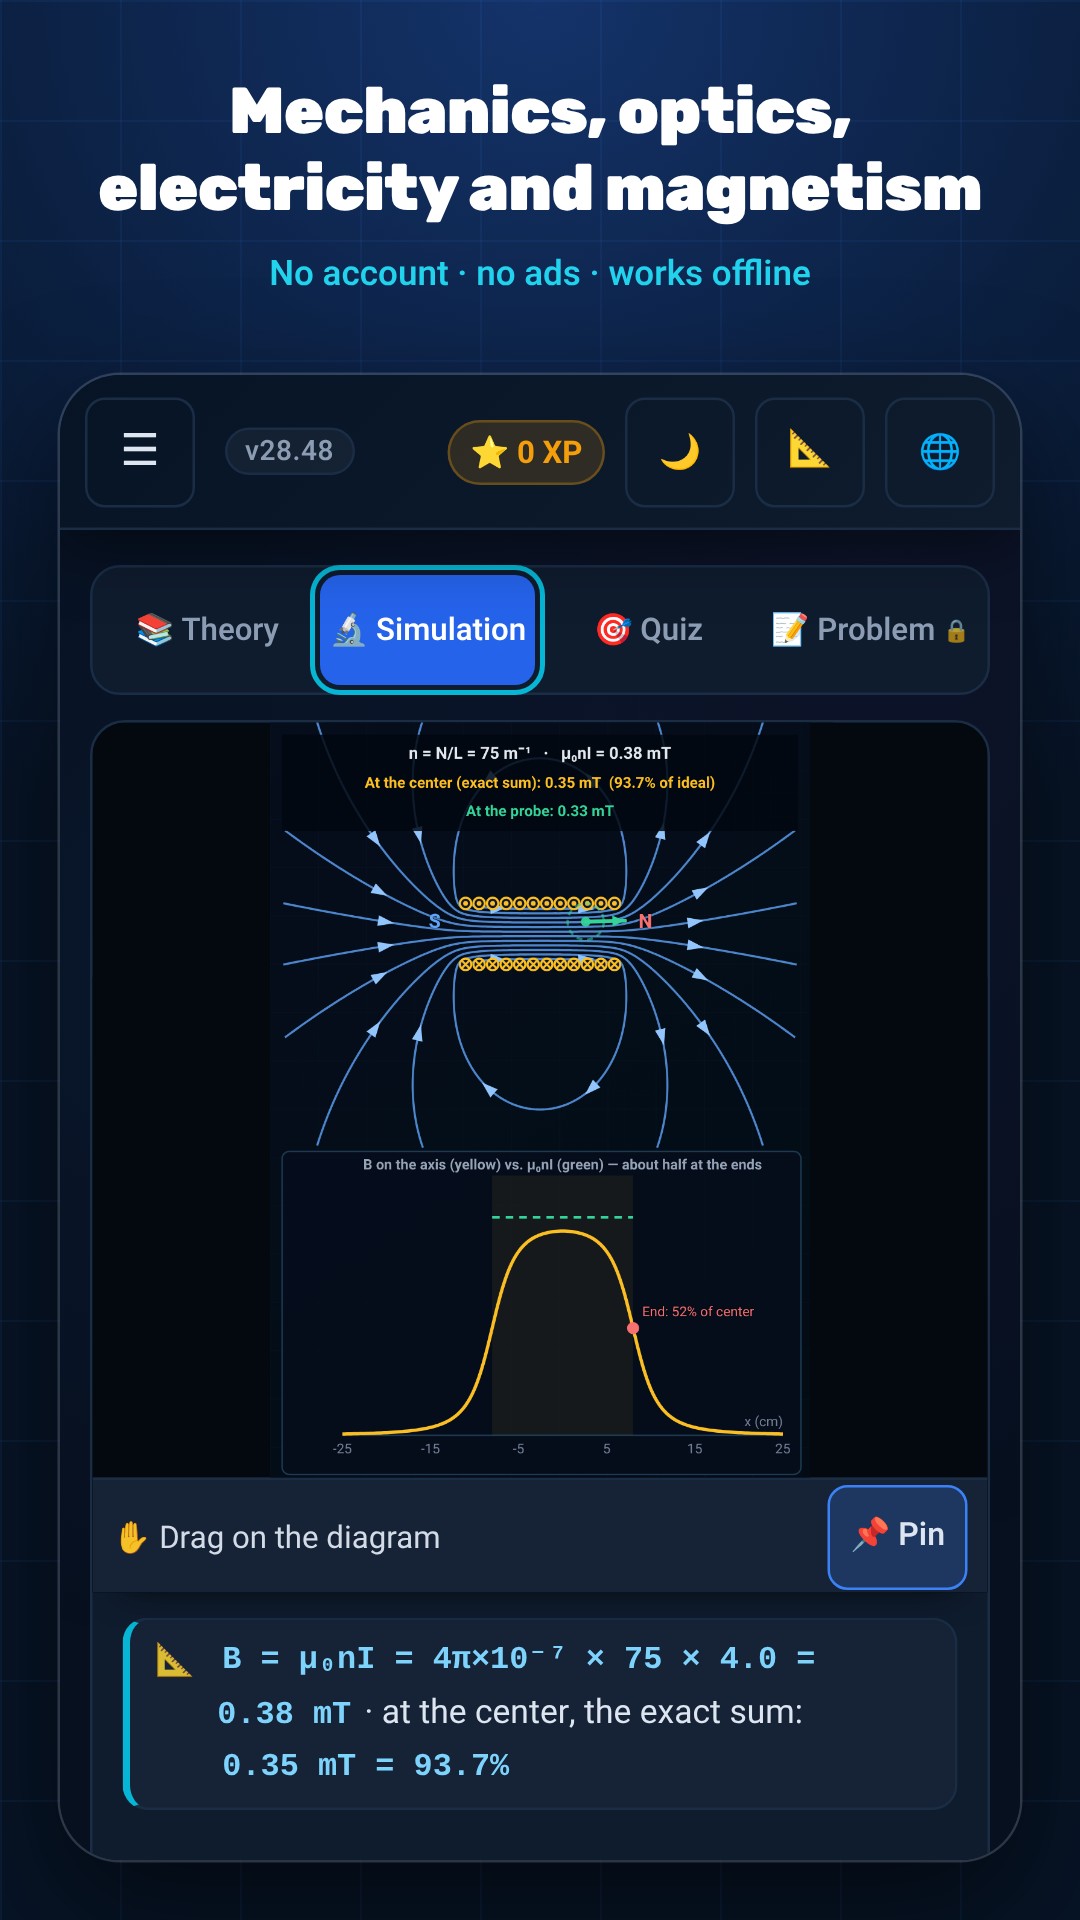 Mechanics, optics,
electricity and magnetism
No account · no ads · works offline
☰ v28.48 ⭐ 0 XP 🌙 📐 🌐
📚 Theory 🔬 Simulation 🎯 Quiz 📝 Problem 🔒
n = N/L = 75 m⁻¹ · μ₀nI = 0.38 mT
At the center (exact sum): 0.35 mT (93.7% of ideal)
At the probe: 0.33 mT
S N
B on the axis (yellow) vs. μ₀nI (green) — about half at the ends
End: 52% of center
x (cm)
-25 -15 -5 5 15 25
✋ Drag on the diagram 📌 Pin
📐 B = μ₀nI = 4π×10⁻⁷ × 75 × 4.0 =
0.38 mT · at the center, the exact sum:
0.35 mT = 93.7%